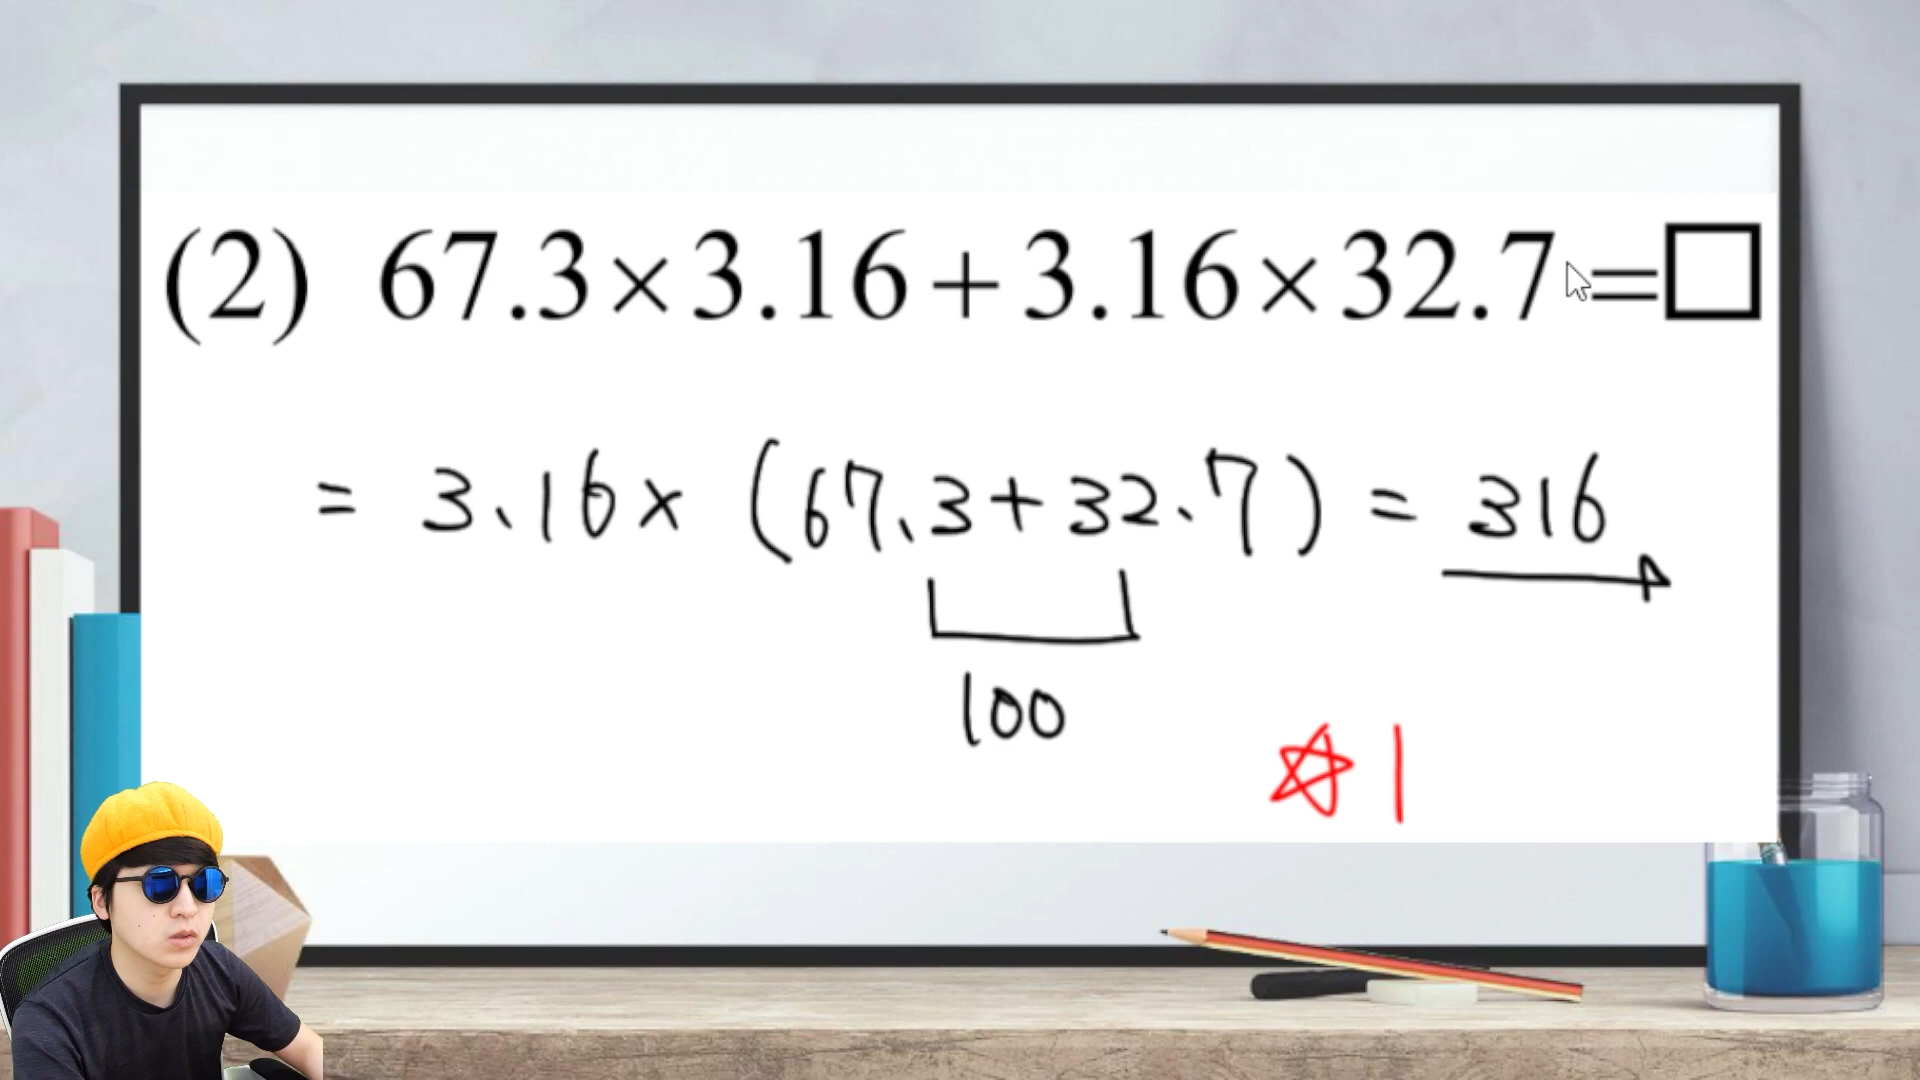 (2) 67.3×3.16+3.16×32.7=□
= 3.16× (67.3+32.7) = 316
100
☆1